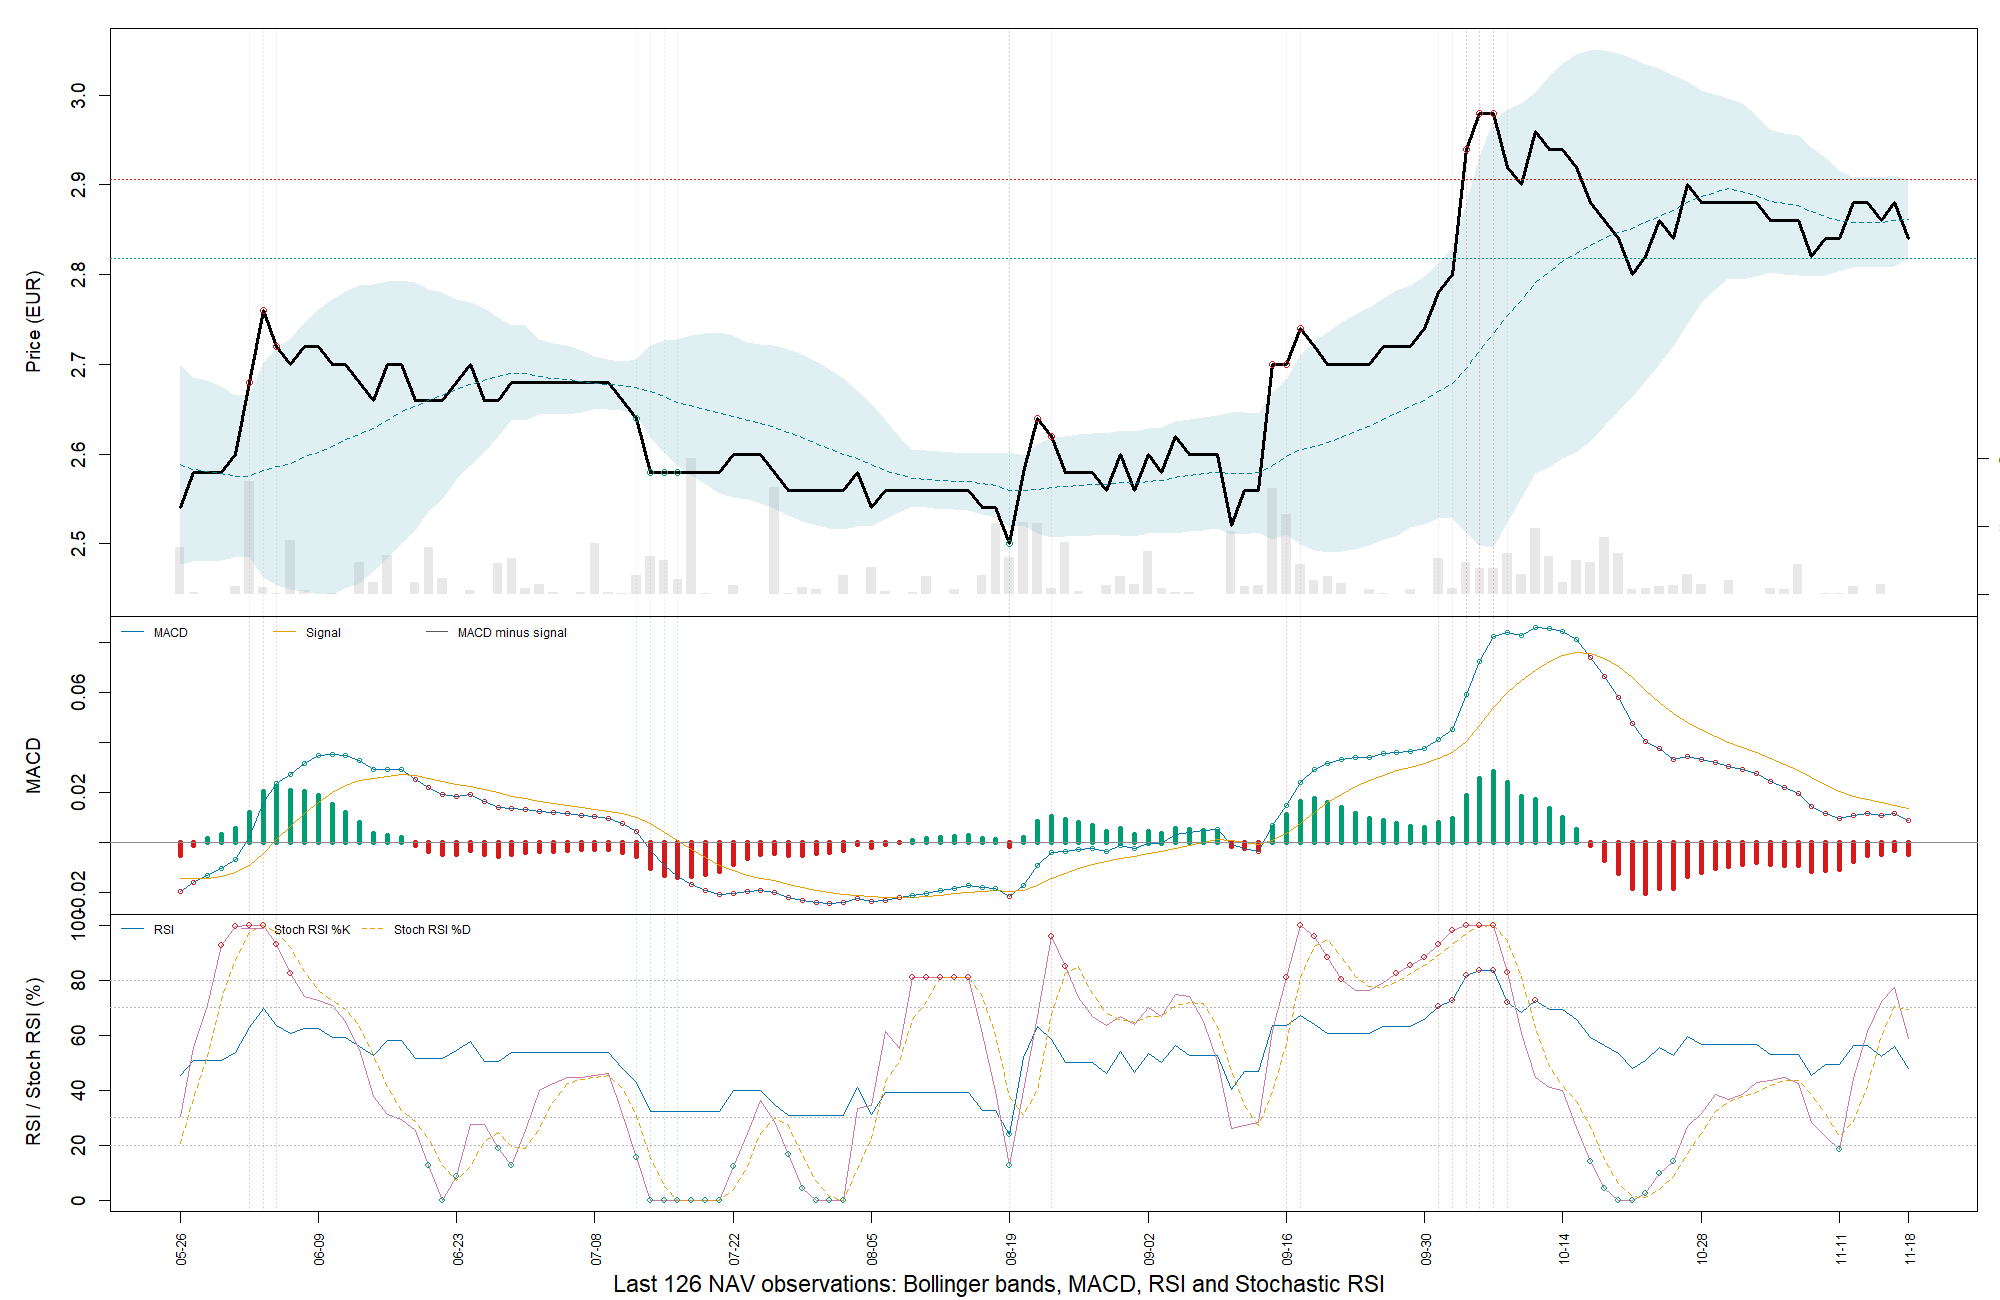 Price (EUR)
3.0
2.9
2.8
2.7
2.6
2.5
MACD
Signal
MACD minus signal
MACD
0.06
0.02
-0.02
RSI
Stoch RSI %K
Stoch RSI %D
RSI / Stoch RSI (%)
100
80
60
40
20
0
05-26
06-09
06-23
07-08
07-22
08-05
08-19
09-02
09-16
09-30
10-14
10-28
11-11
11-18
Last 126 NAV observations: Bollinger bands, MACD, RSI and Stochastic RSI